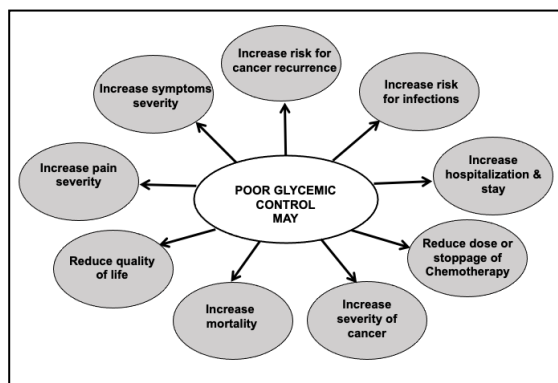 Increase risk for
cancer recurrence
Increase risk
for infections
Increase symptoms
severity
Increase
hospitalization &
stay
Increase pain
severity
POOR GLYCEMIC
CONTROL
MAY
Reduce dose or
stoppage of
Chemotherapy
Reduce quality
of life
Increase
mortality
Increase
severity of
cancer